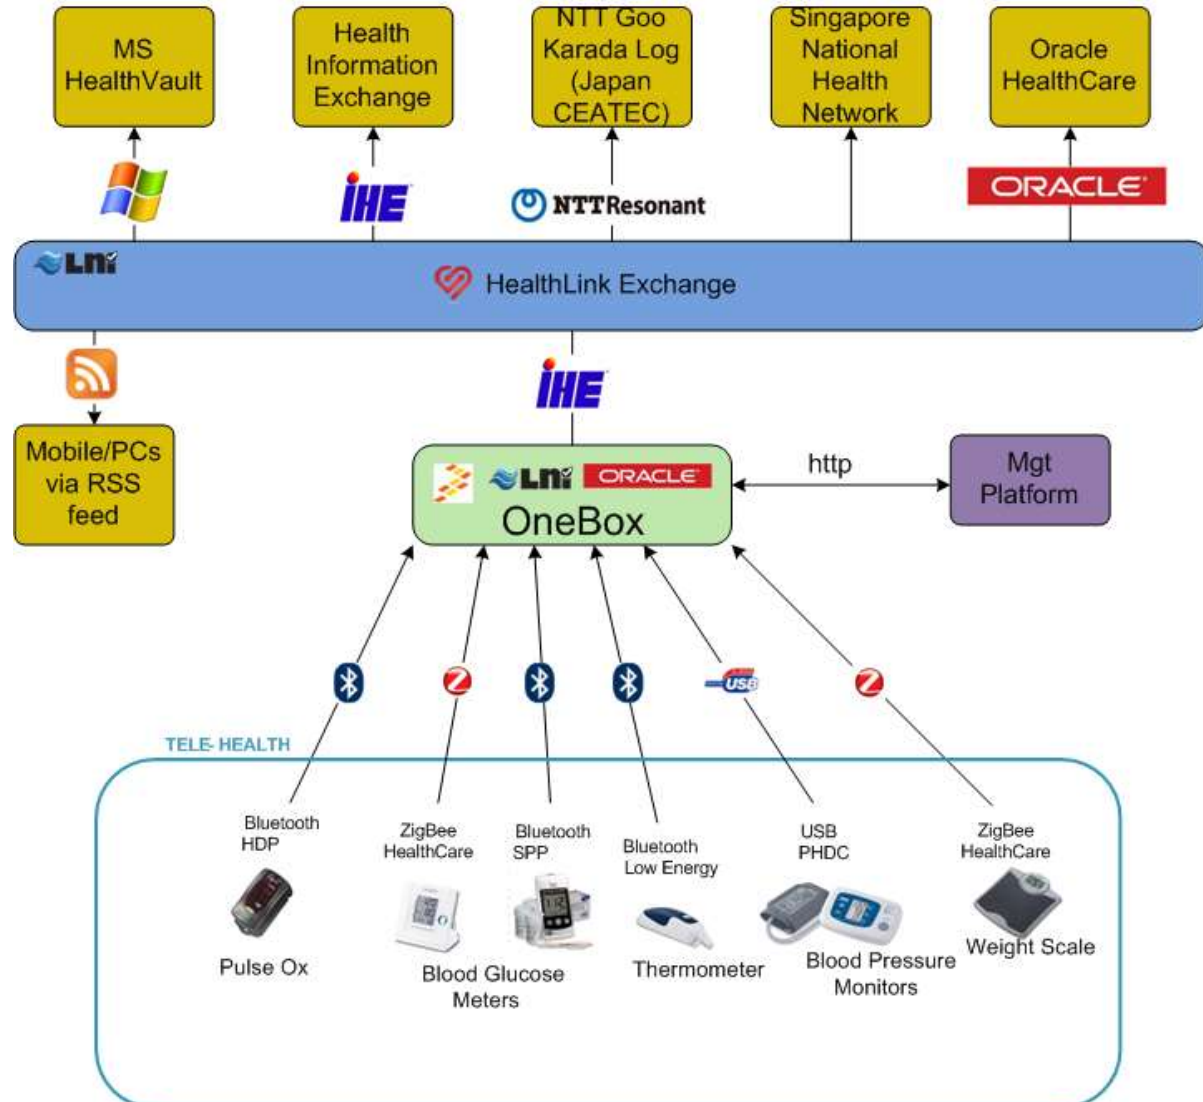 MS
HealthVault
Health
Information
Exchange
NTT Goo
Karada Log
(Japan
CEATEC)
Singapore
National
Health
Network
Oracle
HealthCare
IHE
NTT Resonant
ORACLE
LNi
HealthLink Exchange
IHE
Mobile/PCs
via RSS
feed
LNi
ORACLE
OneBox
http
Mgt
Platform
Z
USB
Z
TELE- HEALTH
Bluetooth
HDP
ZigBee
HealthCare
Bluetooth
SPP
Bluetooth
Low Energy
USB
PHDC
ZigBee
HealthCare
Pulse Ox
Blood Glucose
Meters
Thermometer
Blood Pressure
Monitors
Weight Scale